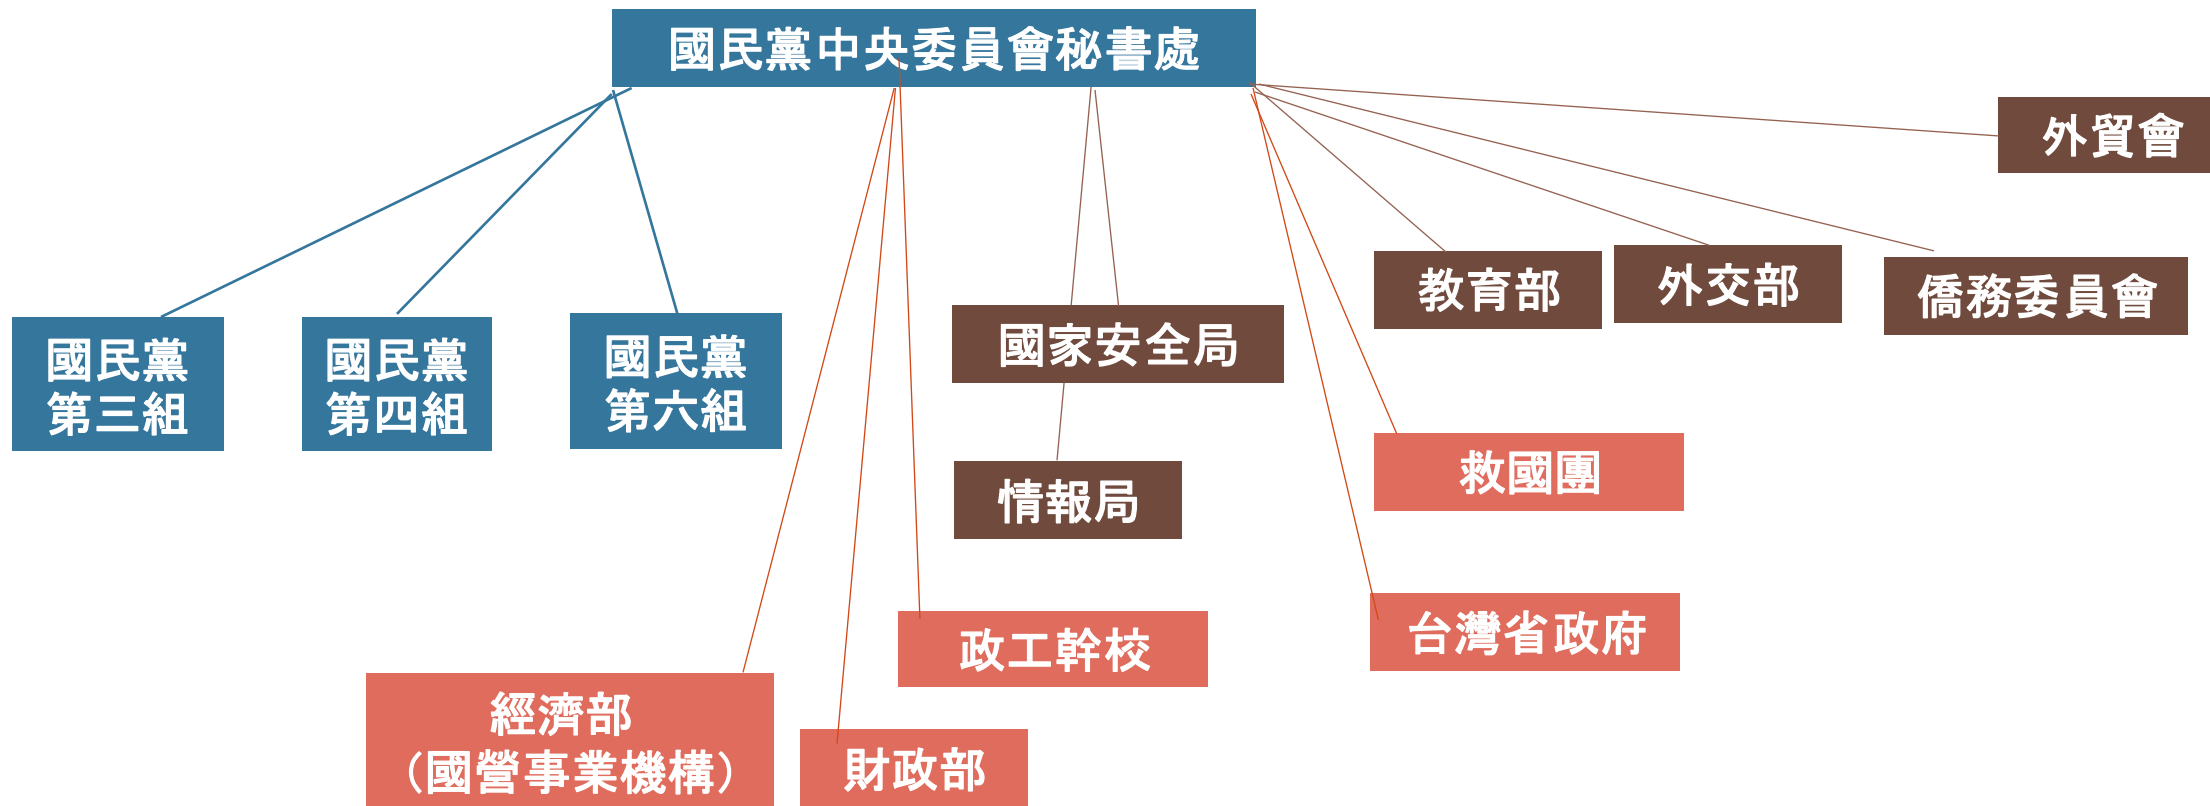 國民黨中央委員會秘書處
外貿會
教育部
外交部
僑務委員會
國民黨
第三組
國民黨
第四組
國民黨
第六組
國家安全局
情報局
救國團
台灣省政府
政工幹校
經濟部
（國營事業機構）
財政部